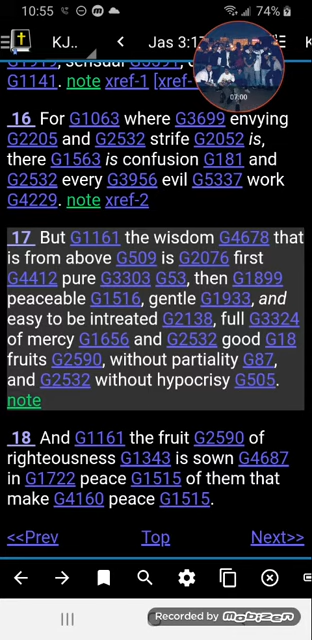 10:55 74%
KJ.. < Jas 3:1
G1919, sensual G5591,
G1141. note xref-1 [xref-
07:00
16 For G1063 where G3699 envying
G2205 and G2532 strife G2052 is,
there G1563 is confusion G181 and
G2532 every G3956 evil G5337 work
G4229. note xref-2
17 But G1161 the wisdom G4678 that
is from above G509 is G2076 first
G4412 pure G3303 G53, then G1899
peaceable G1516, gentle G1933, and
easy to be intreated G2138, full G3324
of mercy G1656 and G2532 good G18
fruits G2590, without partiality G87,
and G2532 without hypocrisy G505.
note
18 And G1161 the fruit G2590 of
righteousness G1343 is sown G4687
in G1722 peace G1515 of them that
make G4160 peace G1515.
<<Prev Top Next>>
Recorded by mobizen